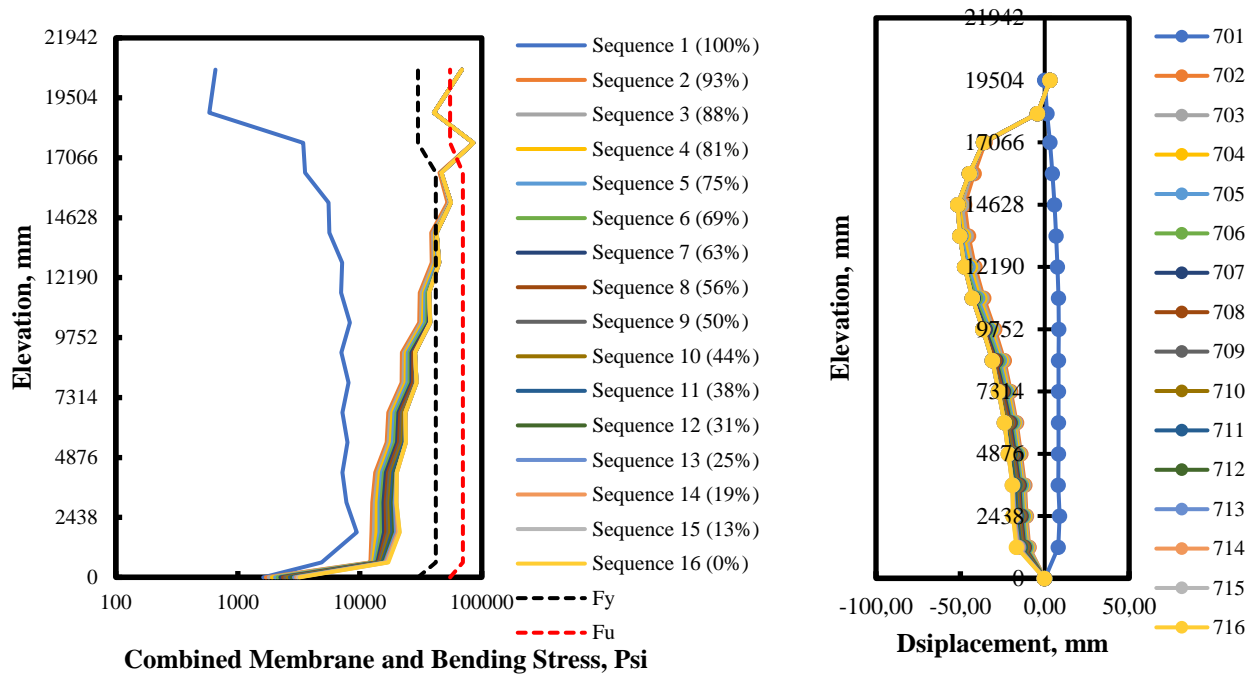 21942
19504
17066
14628
12190
9752
7314
4876
2438
0
Elevation, mm
100
1000
10000
100000
Combined Membrane and Bending Stress, Psi
Sequence 1 (100%)
Sequence 2 (93%)
Sequence 3 (88%)
Sequence 4 (81%)
Sequence 5 (75%)
Sequence 6 (69%)
Sequence 7 (63%)
Sequence 8 (56%)
Sequence 9 (50%)
Sequence 10 (44%)
Sequence 11 (38%)
Sequence 12 (31%)
Sequence 13 (25%)
Sequence 14 (19%)
Sequence 15 (13%)
Sequence 16 (0%)
Fy
Fu
21942
19504
17066
14628
12190
9752
7314
4876
2438
0
Elevation, mm
-100,00
-50,00
0,00
50,00
Dsiplacement, mm
701
702
703
704
705
706
707
708
709
710
711
712
713
714
715
716